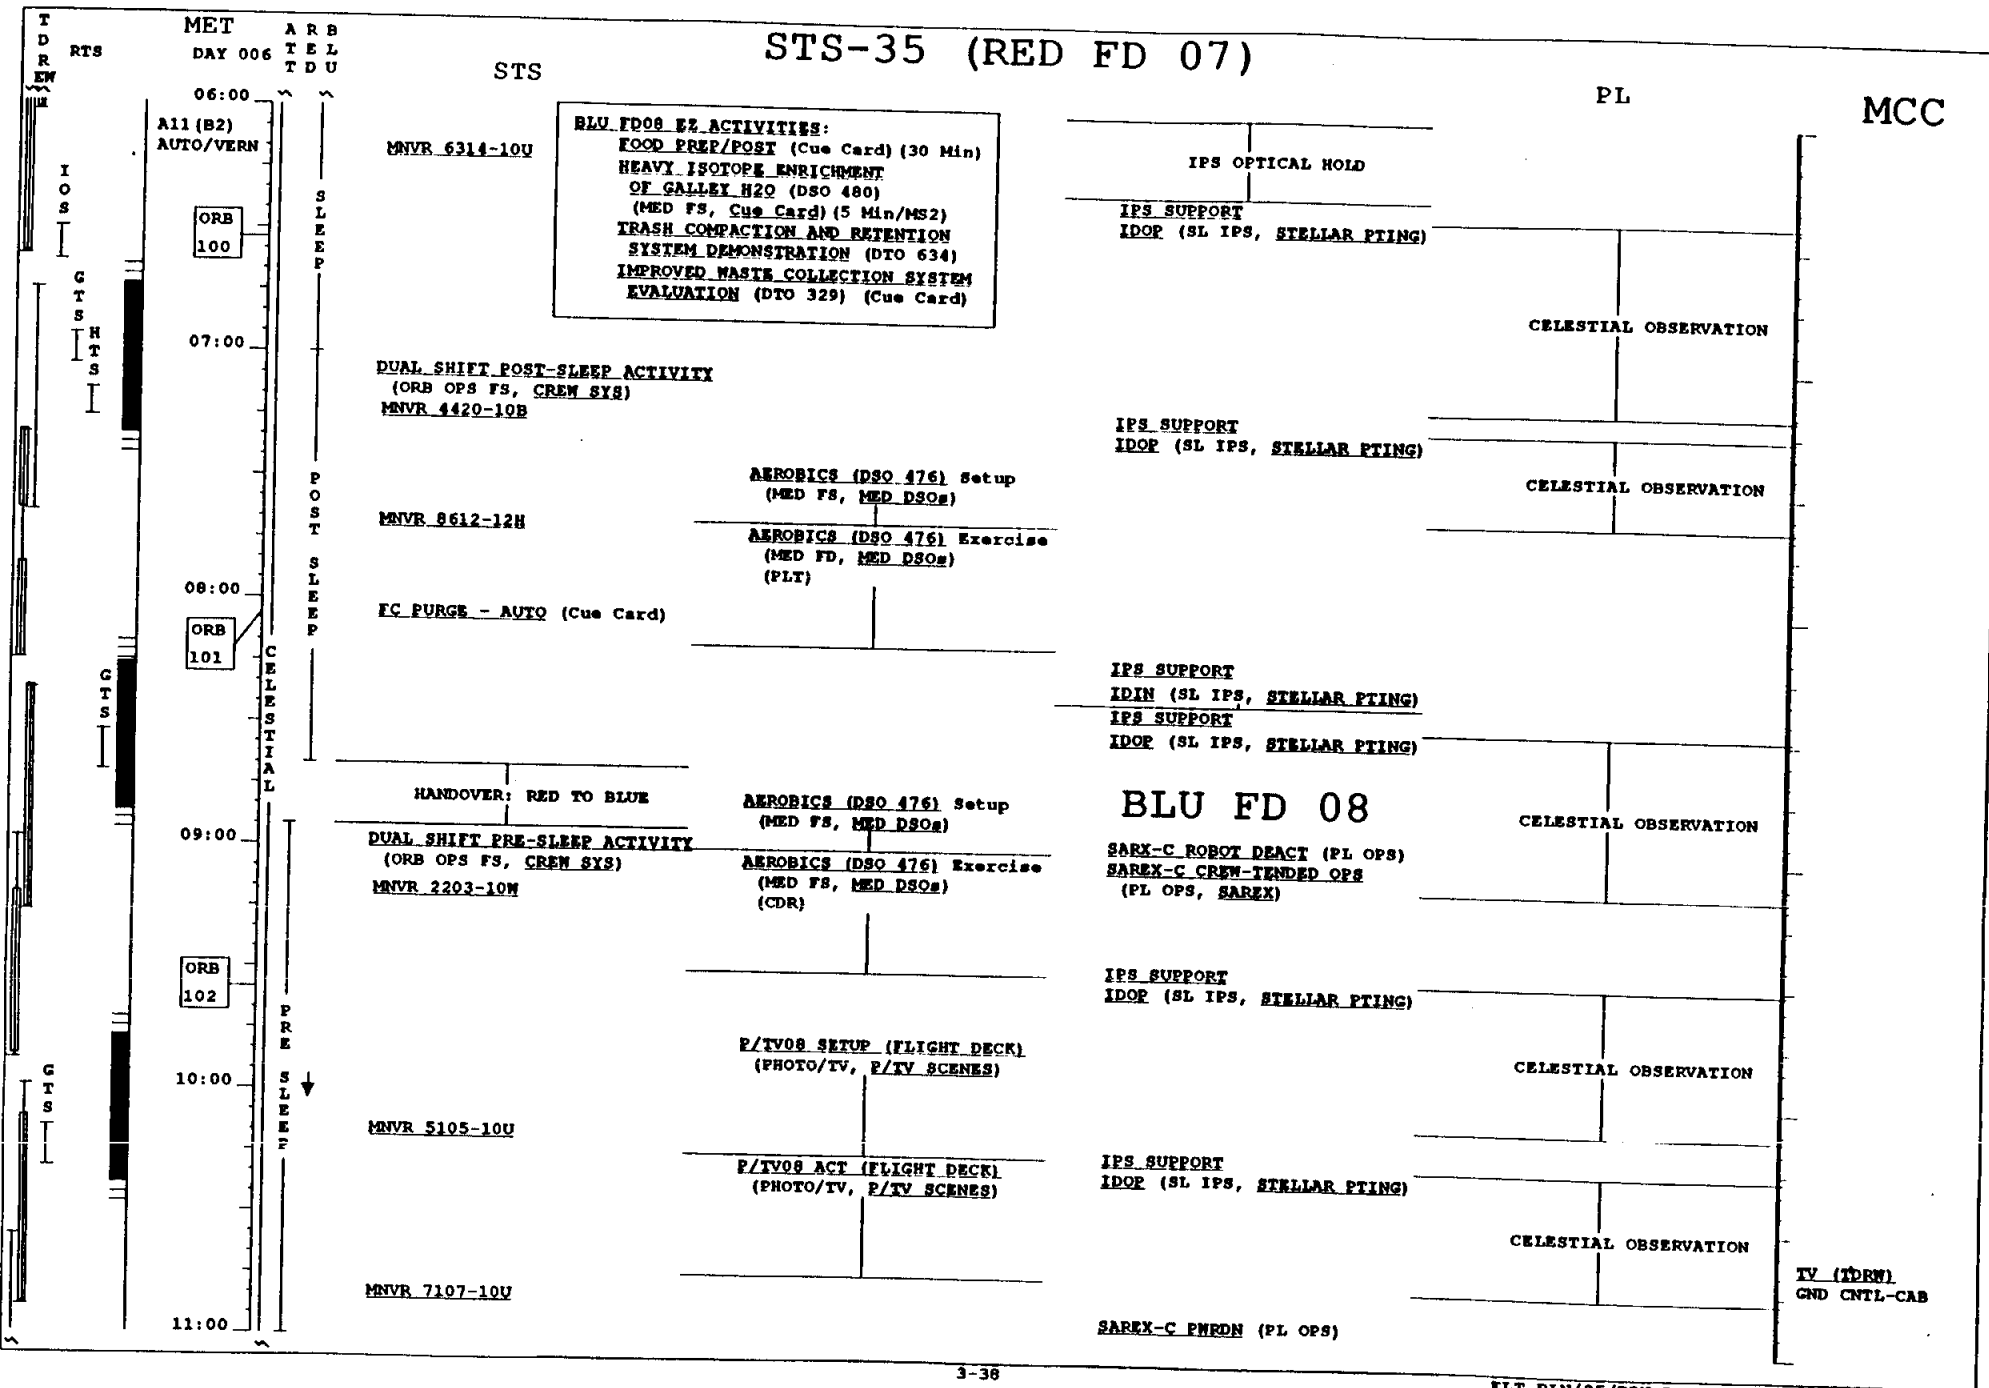 STS-35 (RED FD 07)
T
D
R
EW
RTS
MET
DAY 006
A
T
T
R
E
D
B
L
U
STS
PL
MCC
06:00
A11(B2)
AUTO/VERN
I
O
S
ORB
100
G
T
S
H
T
S
07:00
S
L
E
E
P
MNVR 6314-10U
BLU FD08 EZ ACTIVITIES:
FOOD PREP/POST (Cue Card) (30 Min)
HEAVY ISOTOPE ENRICHMENT
OF GALLEY H2O (DSO 480)
(MED FS, Cue Card) (5 Min/MS2)
TRASH COMPACTION AND RETENTION
SYSTEM DEMONSTRATION (DTO 634)
IMPROVED WASTE COLLECTION SYSTEM
EVALUATION (DTO 329) (Cue Card)
IPS OPTICAL HOLD
IPS SUPPORT
IDOP (SL IPS, STELLAR PTING)
CELESTIAL OBSERVATION
DUAL SHIFT POST-SLEEP ACTIVITY
(ORB OPS FS, CREW SYS)
MNVR 4420-10B
IPS SUPPORT
IDOP (SL IPS, STELLAR PTING)
AEROBICS (DSO 476) Setup
(MED FS, MED DSOs)
CELESTIAL OBSERVATION
P
O
S
T
S
L
E
E
P
MNVR 8612-12H
AEROBICS (DSO 476) Exercise
(MED FD, MED DSOs)
(PLT)
08:00
FC PURGE - AUTO (Cue Card)
ORB
101
C
E
L
E
S
T
I
A
L
G
T
S
IPS SUPPORT
IDIN (SL IPS, STELLAR PTING)
IPS SUPPORT
IDOP (SL IPS, STELLAR PTING)
HANDOVER: RED TO BLUE
AEROBICS (DSO 476) Setup
(MED FS, MED DSOs)
BLU FD 08
CELESTIAL OBSERVATION
09:00
DUAL SHIFT PRE-SLEEP ACTIVITY
(ORB OPS FS, CREW SYS)
MNVR 2203-10W
AEROBICS (DSO 476) Exercise
(MED FS, MED DSOs)
(CDR)
SARX-C ROBOT DEACT (PL OPS)
SAREX-C CREW-TENDED OPS
(PL OPS, SAREX)
ORB
102
IPS SUPPORT
IDOP (SL IPS, STELLAR PTING)
P
R
E
S
L
E
E
P
P/TV08 SETUP (FLIGHT DECK)
(PHOTO/TV, P/TV SCENES)
CELESTIAL OBSERVATION
G
T
S
10:00
MNVR 5105-10U
P/TV08 ACT (FLIGHT DECK)
(PHOTO/TV, P/TV SCENES)
IPS SUPPORT
IDOP (SL IPS, STELLAR PTING)
CELESTIAL OBSERVATION
MNVR 7107-10U
TV (TDRW)
GND CNTL-CAB
11:00
SAREX-C PWRDN (PL OPS)
3-38